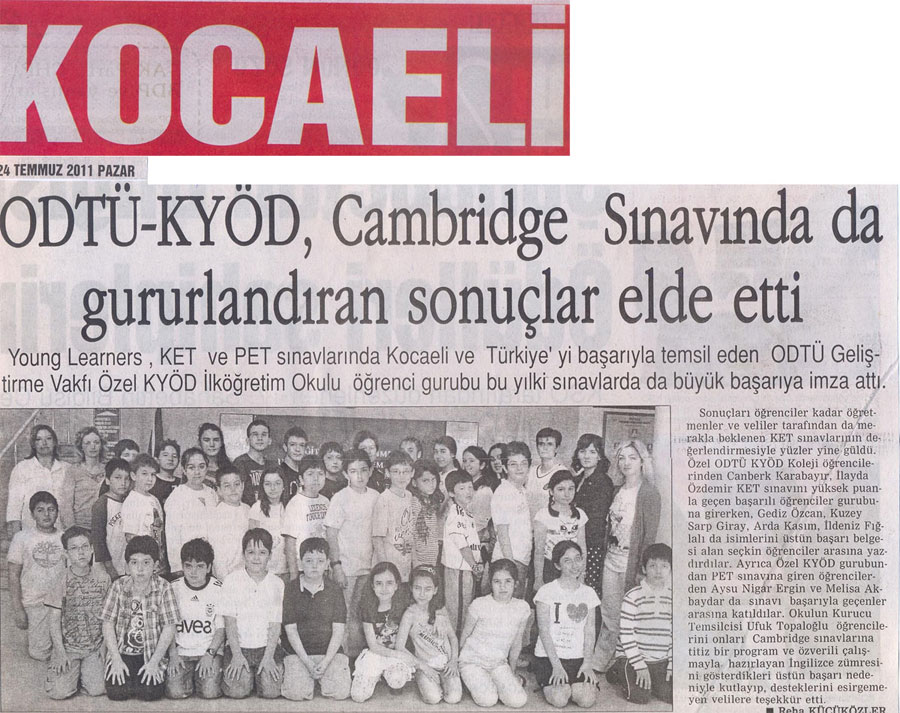 KOCAELİ
24 TEMMUZ 2011 PAZAR
ODTÜ-KYÖD, Cambridge Sınavında da
gururlandıran sonuçlar elde etti
Young Learners , KET ve PET sınavlarında Kocaeli ve Türkiye' yi başarıyla temsil eden ODTÜ Geliş-
tirme Vakfı Özel KYÖD İlköğretim Okulu öğrenci gurubu bu yılki sınavlarda da büyük başarıya imza attı.
Sonuçları öğrenciler kadar öğret-
menler ve veliler tarafından da me-
rakla beklenen KET sınavlarının de-
ğerlendirmesiyle yüzler yine güldü.
Özel ODTÜ KYÖD Koleji öğrencile-
rinden Canberk Karabayır, İlayda
Özdemir KET sınavını yüksek puan-
la geçen başarılı öğrenciler gurubu-
na girerken, Gediz Özcan, Kuzey
Sarp Giray, Arda Kasım, İldeniz Fığ-
lalı da isimlerini üstün başarı belge-
si alan seçkin öğrenciler arasına yaz-
dırdılar. Ayrıca Özel KYÖD gurubun-
dan PET sınavına giren öğrenciler-
den Aysu Nigar Ergin ve Melisa Ak-
baydar da sınavı başarıyla geçenler
arasına katıldılar. Okulun Kurucu
Temsilcisi Ufuk Topaloğlu öğrencile-
rini onları Cambridge sınavlarına
titiz bir program ve özverili çalış-
mayla hazırlayan İngilizce zümresi-
ni gösterdikleri üstün başarı nede-
niyle kutlayıp, desteklerini esirgeme-
yen velilere teşekkür etti.
■ Reha KÜÇÜKÖZLER
avea
I ♥